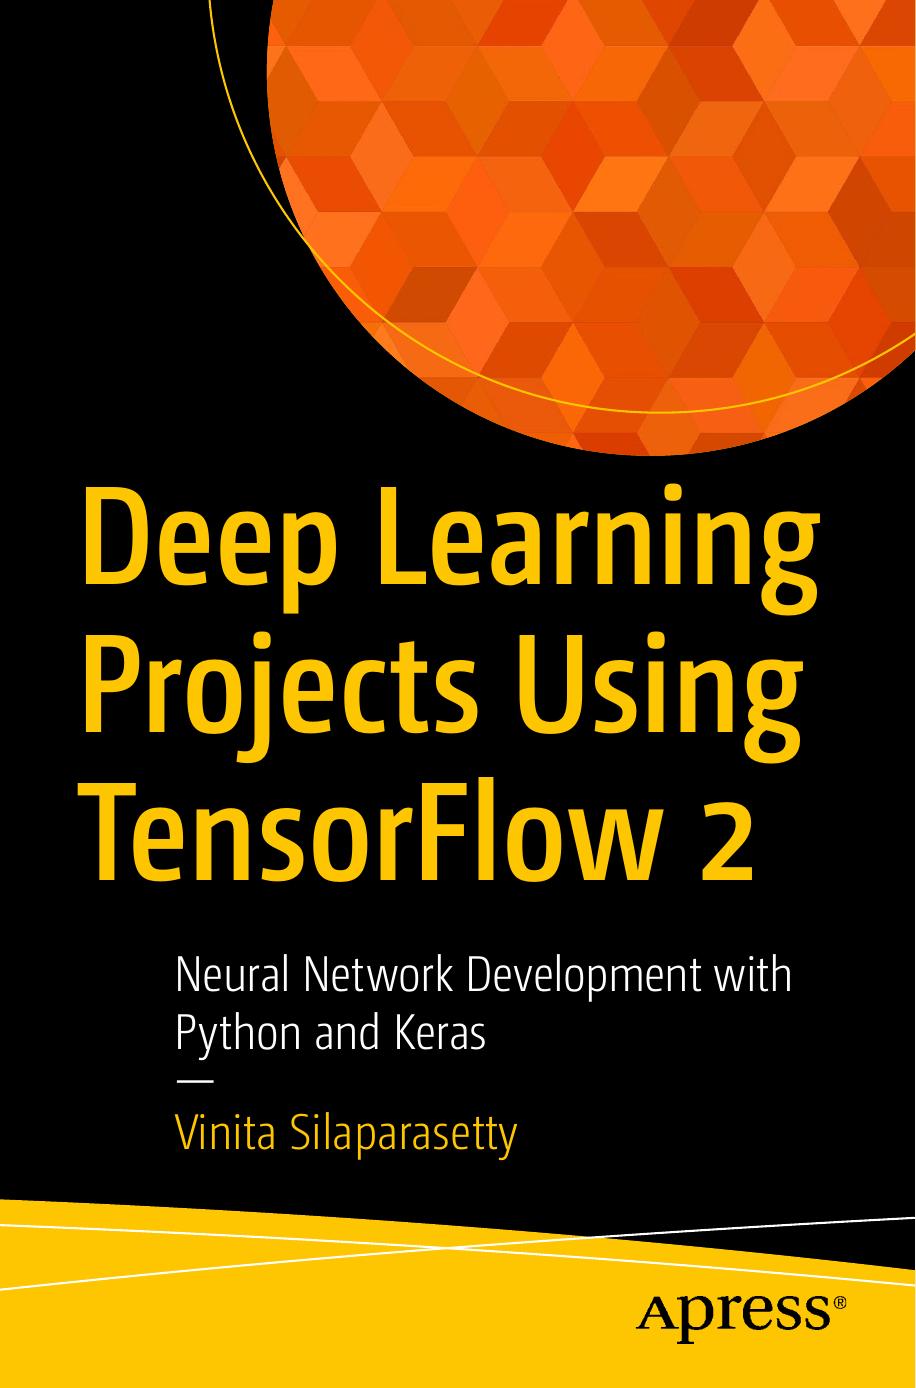 Deep Learning
Projects Using
TensorFlow 2
Neural Network Development with
Python and Keras
—
Vinita Silaparasetty
Apress®